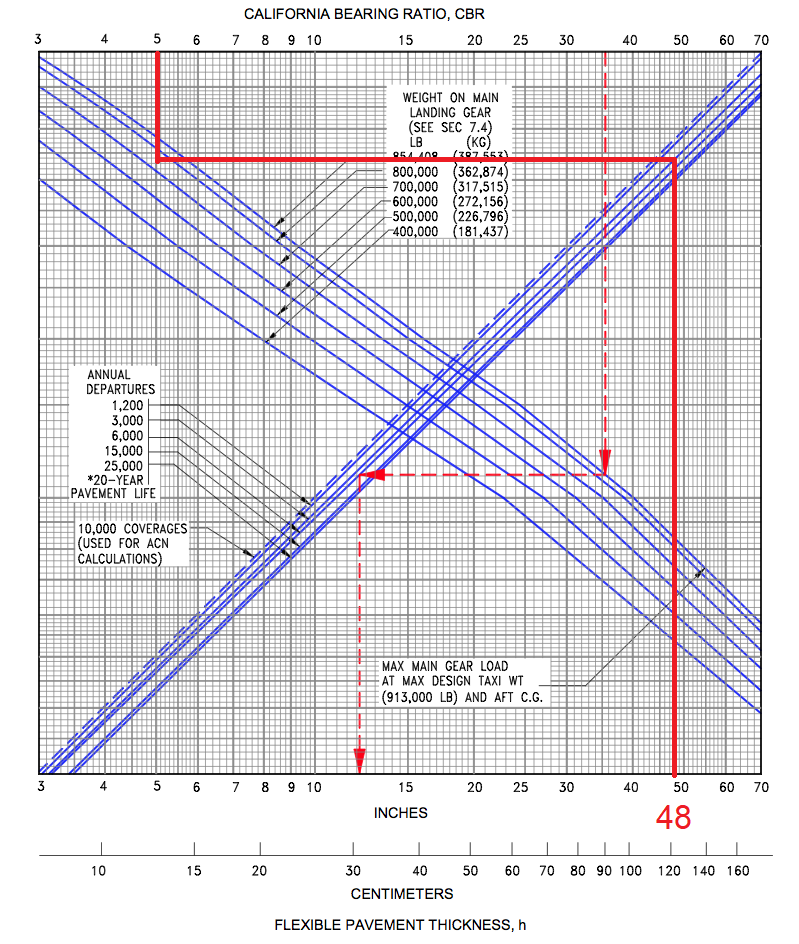 CALIFORNIA BEARING RATIO, CBR
3 4 5 6 7 8 9 10 15 20 25 30 40 50 60 70
WEIGHT ON MAIN
LANDING GEAR
(SEE SEC 7.4)
LB (KG)
854,408 (387,553)
800,000 (362,874)
700,000 (317,515)
600,000 (272,156)
500,000 (226,796)
400,000 (181,437)
ANNUAL
DEPARTURES
1,200
3,000
6,000
15,000
25,000
*20-YEAR
PAVEMENT LIFE
10,000 COVERAGES
(USED FOR ACN
CALCULATIONS)
MAX MAIN GEAR LOAD
AT MAX DESIGN TAXI WT
(913,000 LB) AND AFT C.G.
3 4 5 6 7 8 9 10 15 20 25 30 40 50 60 70
INCHES
48
10 15 20 30 40 50 60 70 80 90 100 120 140 160
CENTIMETERS
FLEXIBLE PAVEMENT THICKNESS, h